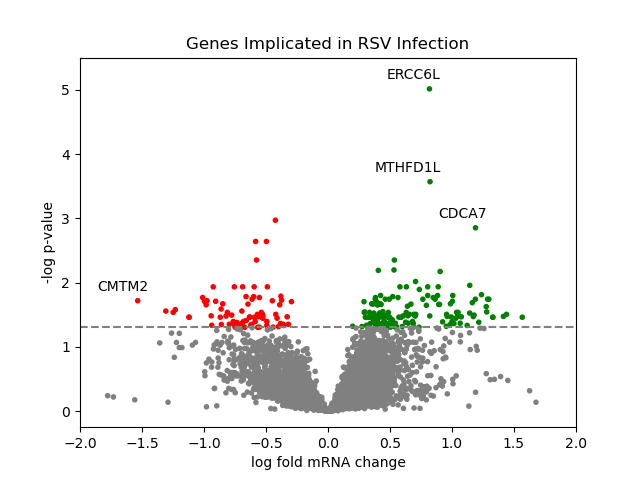 Genes Implicated in RSV Infection
ERCC6L
MTHFD1L
CDCA7
CMTM2
-log p-value
5
4
3
2
1
0
−2.0 −1.5 −1.0 −0.5 0.0 0.5 1.0 1.5 2.0
log fold mRNA change